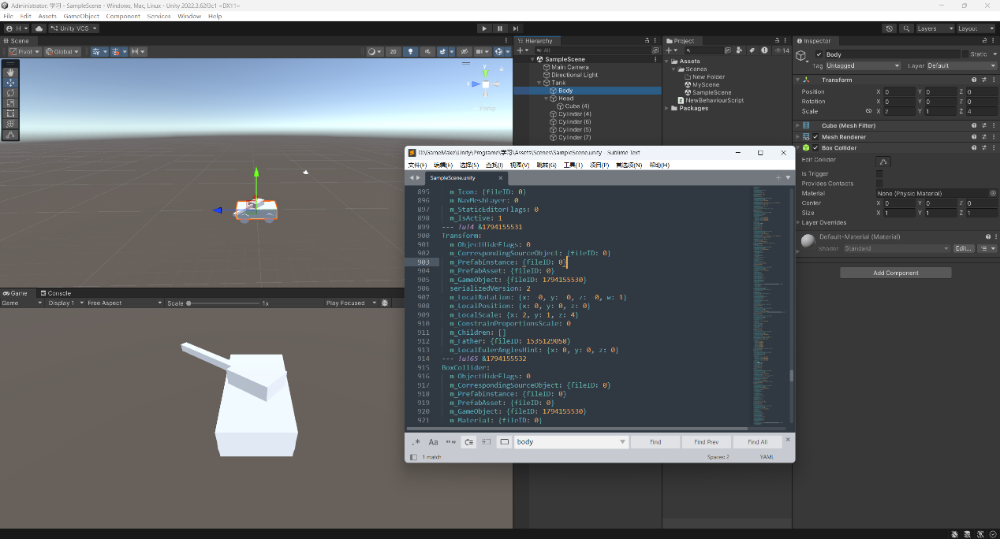 Administrator: 学习 - SampleScene - Windows, Mac, Linux - Unity 2022.3.62f3c1 <DX11>
File Edit Assets GameObject Component Services Window Help
H Unity VCS Layers Layout
Scene
Pivot Global 2D
Persp
Hierarchy
All
SampleScene
Main Camera
Directional Light
Tank
Body
Head
Cube (4)
Cylinder (4)
Cylinder (6)
Cylinder (5)
Cylinder (7)
Project
14
Assets
Scenes
New Folder
MyScene
SampleScene
NewBehaviourScript
Packages
Inspector
Body Static
Tag Untagged Layer Default
Transform
Position X 0 Y 0 Z 0
Rotation X 0 Y 0 Z 0
Scale X 2 Y 1 Z 4
Cube (Mesh Filter)
Mesh Renderer
Box Collider
Edit Collider
Is Trigger
Provides Contacts
Material None (Physic Material)
Center X 0 Y 0 Z 0
Size X 1 Y 1 Z 1
Layer Overrides
Default-Material (Material)
Shader Standard Edit...
Add Component
Game Console
Game Display 1 Free Aspect Scale 1x Play Focused
D:\GameMake\Unity\Programe\学习\Assets\Scenes\SampleScene.unity - Sublime Text
文件(F) 编辑(E) 选择(S) 查找(I) 视图(V) 跳转(G) 工具(T) 项目(P) 首选项(N) 帮助(H)
SampleScene.unity
895 m_Icon: {fileID: 0}
896 m_NavMeshLayer: 0
897 m_StaticEditorFlags: 0
898 m_IsActive: 1
899 --- !u!4 &1794155531
900 Transform:
901 m_ObjectHideFlags: 0
902 m_CorrespondingSourceObject: {fileID: 0}
903 m_PrefabInstance: {fileID: 0}
904 m_PrefabAsset: {fileID: 0}
905 m_GameObject: {fileID: 1794155530}
906 serializedVersion: 2
907 m_LocalRotation: {x: -0, y: -0, z: -0, w: 1}
908 m_LocalPosition: {x: 0, y: 0, z: 0}
909 m_LocalScale: {x: 2, y: 1, z: 4}
910 m_ConstrainProportionsScale: 0
911 m_Children: []
912 m_Father: {fileID: 1535129058}
913 m_LocalEulerAnglesHint: {x: 0, y: 0, z: 0}
914 --- !u!65 &1794155532
915 BoxCollider:
916 m_ObjectHideFlags: 0
917 m_CorrespondingSourceObject: {fileID: 0}
918 m_PrefabInstance: {fileID: 0}
919 m_PrefabAsset: {fileID: 0}
920 m_GameObject: {fileID: 1794155530}
921 m_Material: {fileID: 0}
.* Aa body Find Find Prev Find All
1 match Spaces: 2 YAML